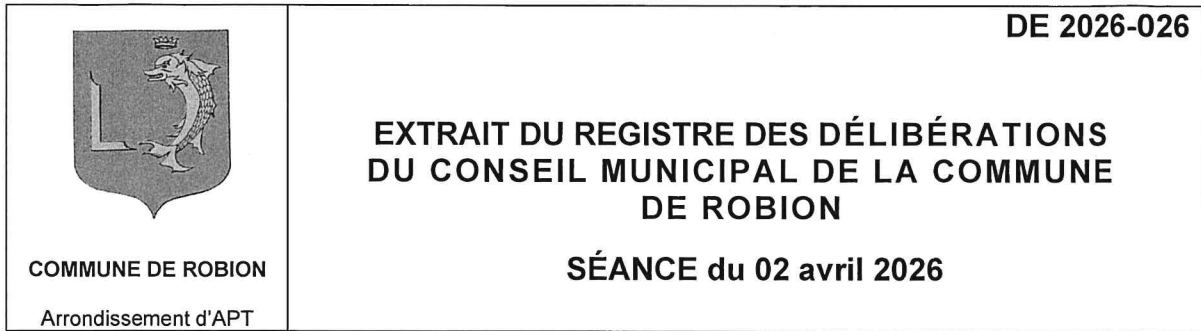 DE 2026-026
EXTRAIT DU REGISTRE DES DÉLIBÉRATIONS
DU CONSEIL MUNICIPAL DE LA COMMUNE
DE ROBION
SÉANCE du 02 avril 2026
COMMUNE DE ROBION
Arrondissement d'APT